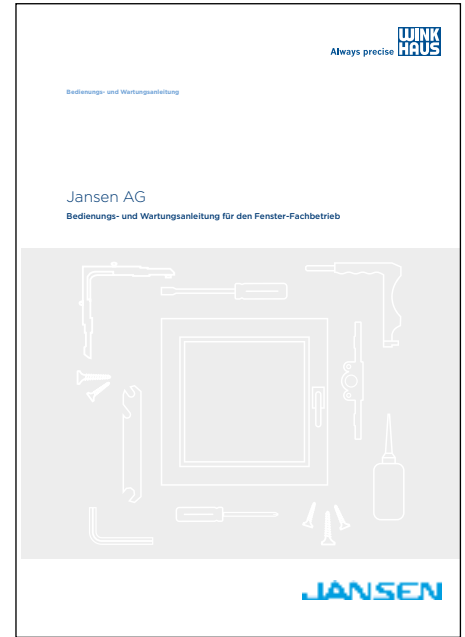 Always precise WINK
HAUS
Bedienungs- und Wartungsanleitung
Jansen AG
Bedienungs- und Wartungsanleitung für den Fenster-Fachbetrieb
JANSEN